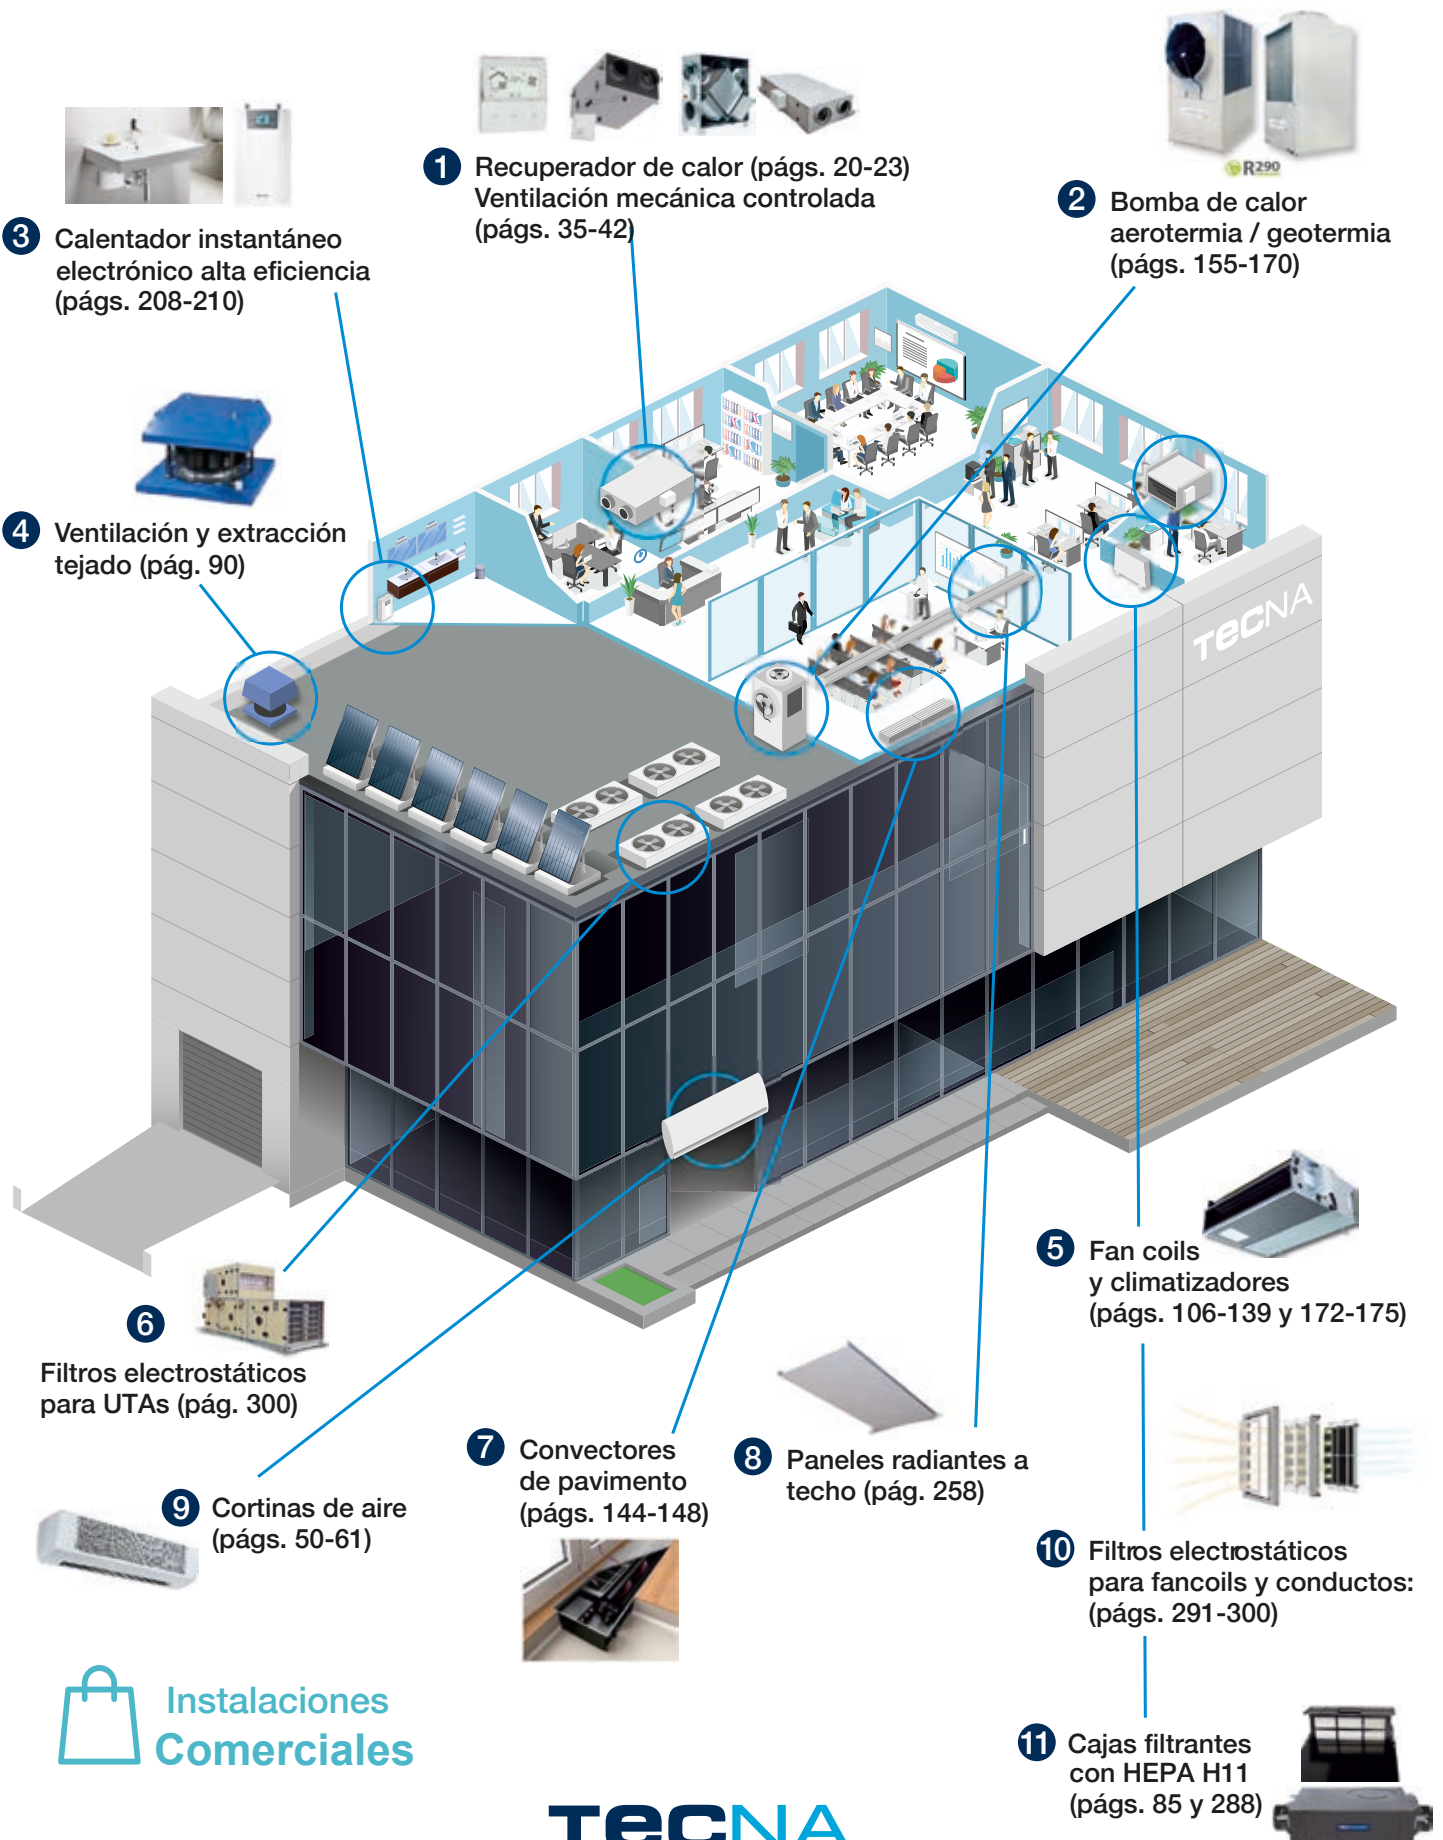 R290
1 Recuperador de calor (págs. 20-23)
Ventilación mecánica controlada
(págs. 35-42)
2 Bomba de calor
aerotermia / geotermia
(págs. 155-170)
3 Calentador instantáneo
electrónico alta eficiencia
(págs. 208-210)
4 Ventilación y extracción
tejado (pág. 90)
TECNA
5 Fan coils
y climatizadores
(págs. 106-139 y 172-175)
6
Filtros electrostáticos
para UTAs (pág. 300)
7 Convectores
de pavimento
(págs. 144-148)
8 Paneles radiantes a
techo (pág. 258)
9 Cortinas de aire
(págs. 50-61)
10 Filtros electrostáticos
para fancoils y conductos:
(págs. 291-300)
11 Cajas filtrantes
con HEPA H11
(págs. 85 y 288)
Instalaciones
Comerciales
TECNA